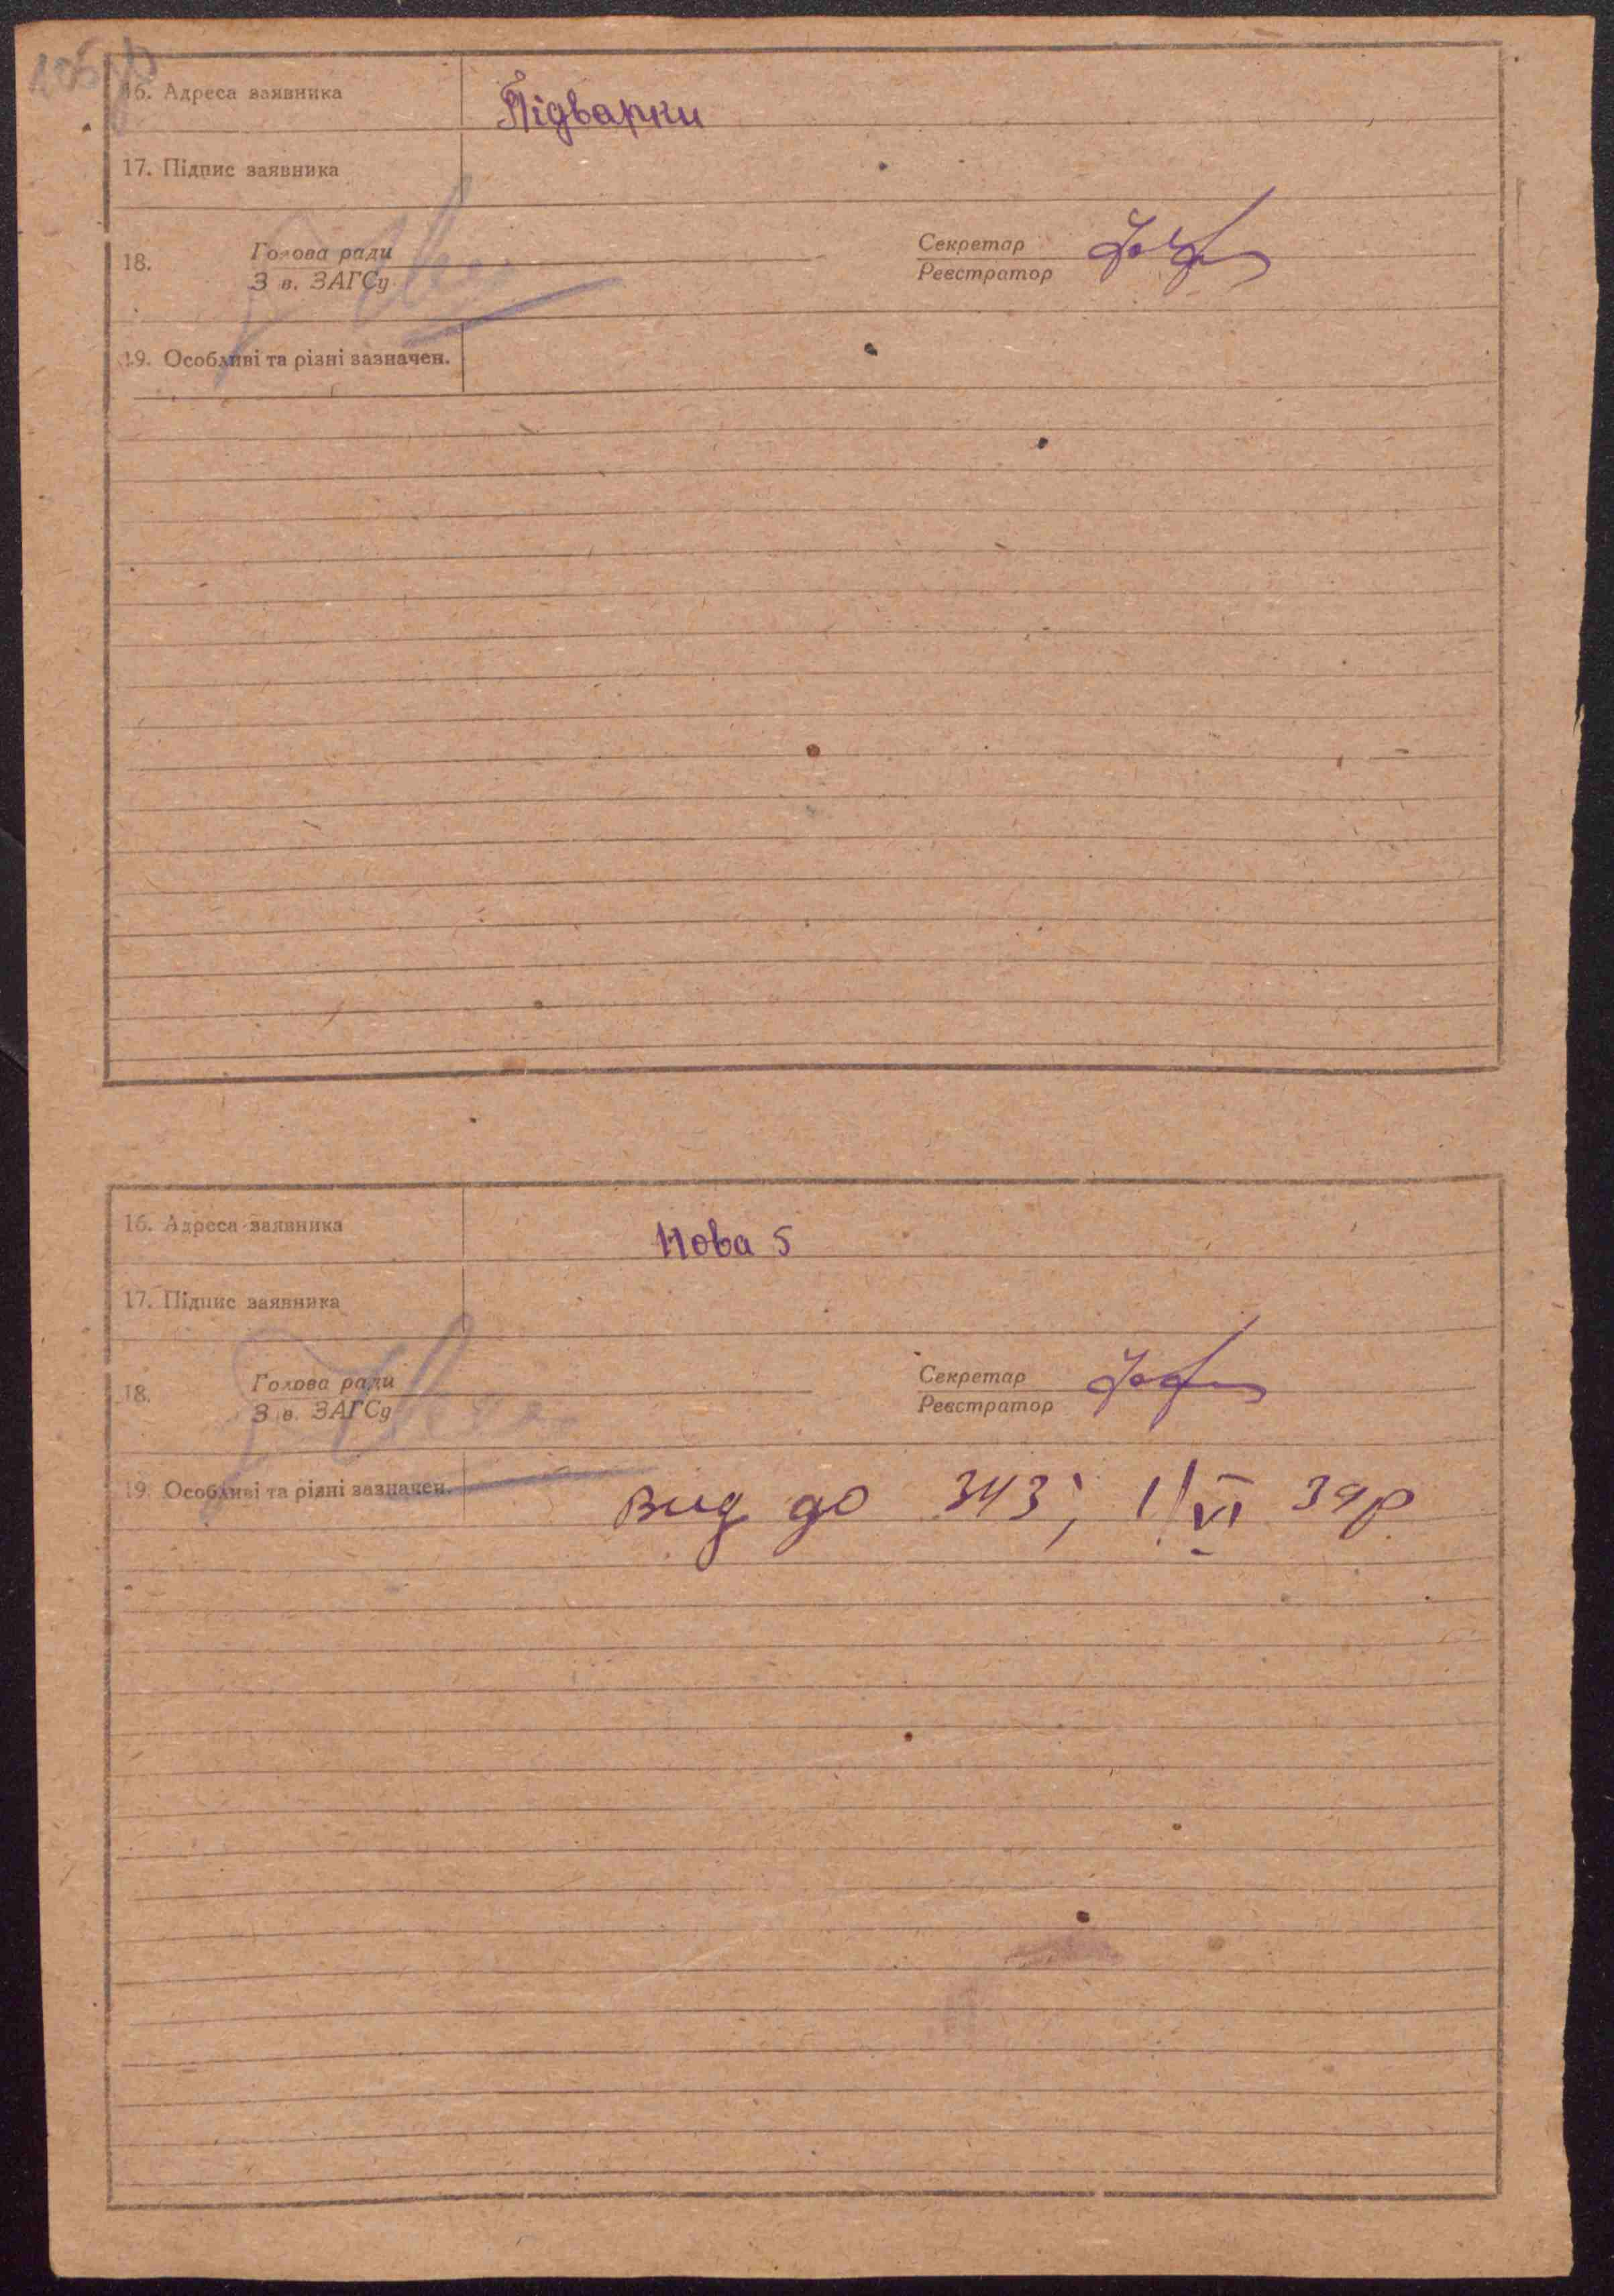 16. Адреса заявника Підварки
17. Підпис заявника
18. Голова ради Секретар
З в. ЗАГСу Реєстратор
19. Особливі та різні зазначен.
16. Адреса заявника Нова 5
17. Підпис заявника
18. Голова ради Секретар
З в. ЗАГСу Реєстратор
19. Особливі та різні зазначен. вид до 343; 1/VI 39р